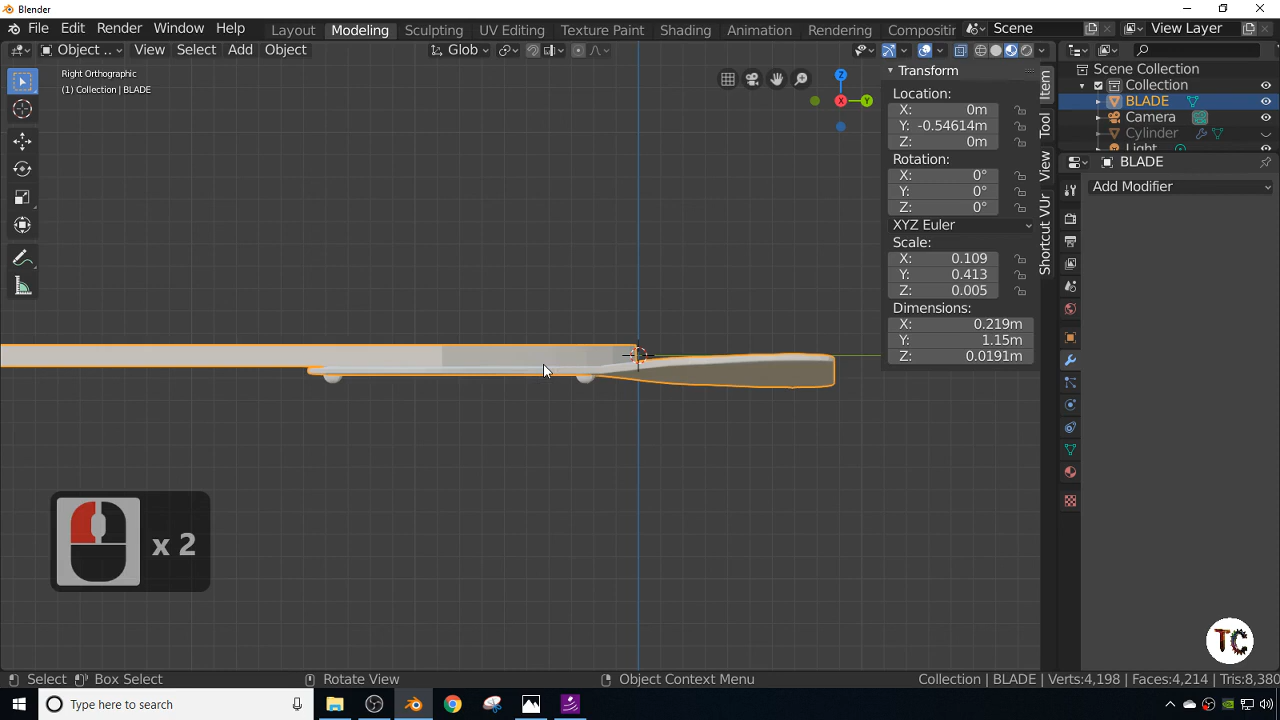 Blender
File Edit Render Window Help Layout Modeling Sculpting UV Editing Texture Paint Shading Animation Rendering Compositir Scene View Layer
Object .. View Select Add Object Glob
Right Orthographic
(1) Collection | BLADE
Transform
Location:
X: 0m
Y: -0.54614m
Z: 0m
Rotation:
X: 0°
Y: 0°
Z: 0°
XYZ Euler
Scale:
X: 0.109
Y: 0.413
Z: 0.005
Dimensions:
X: 0.219m
Y: 1.15m
Z: 0.0191m
Item
Tool
View
Shortcut VUr
Z
Y
X
Scene Collection
Collection
BLADE
Camera
Cylinder
Light
BLADE
Add Modifier
x 2
TC
Select Box Select Rotate View Object Context Menu Collection | BLADE | Verts:4,198 | Faces:4,214 | Tris:8,380
Type here to search